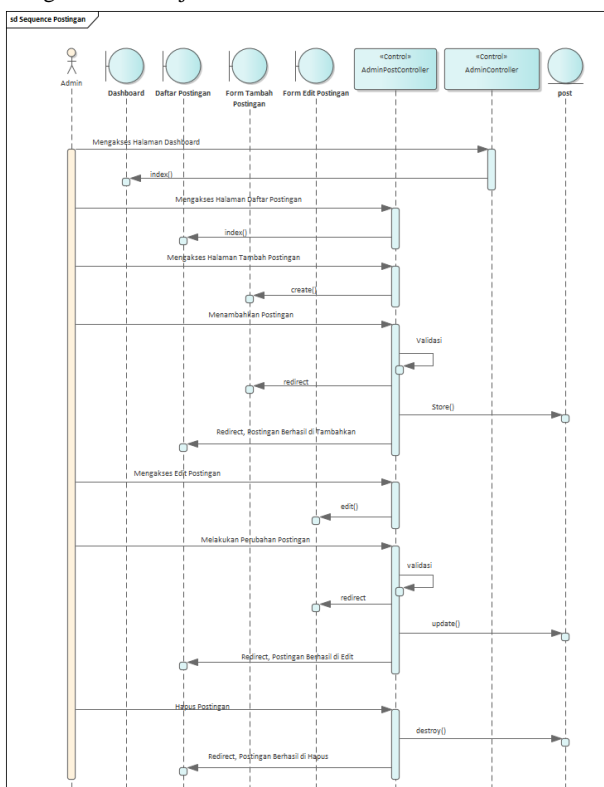 sd Sequence Postingan
«Control»
AdminPostController
«Control»
AdminController
Admin
Dashboard
Daftar Postingan
Form Tambah
Postingan
Form Edit Postingan
post
Mengakses Halaman Dashboard
index()
Mengakses Halaman Daftar Postingan
index()
Mengakses Halaman Tambah Postingan
create()
Menambahkan Postingan
Validasi
redirect
Store()
Redirect, Postingan Berhasil di Tambahkan
Mengakses Edit Postingan
edit()
Melakukan Perubahan Postingan
validasi
redirect
update()
Redirect, Postingan Berhasil di Edit
Hapus Postingan
destroy()
Redirect, Postingan Berhasil di Hapus